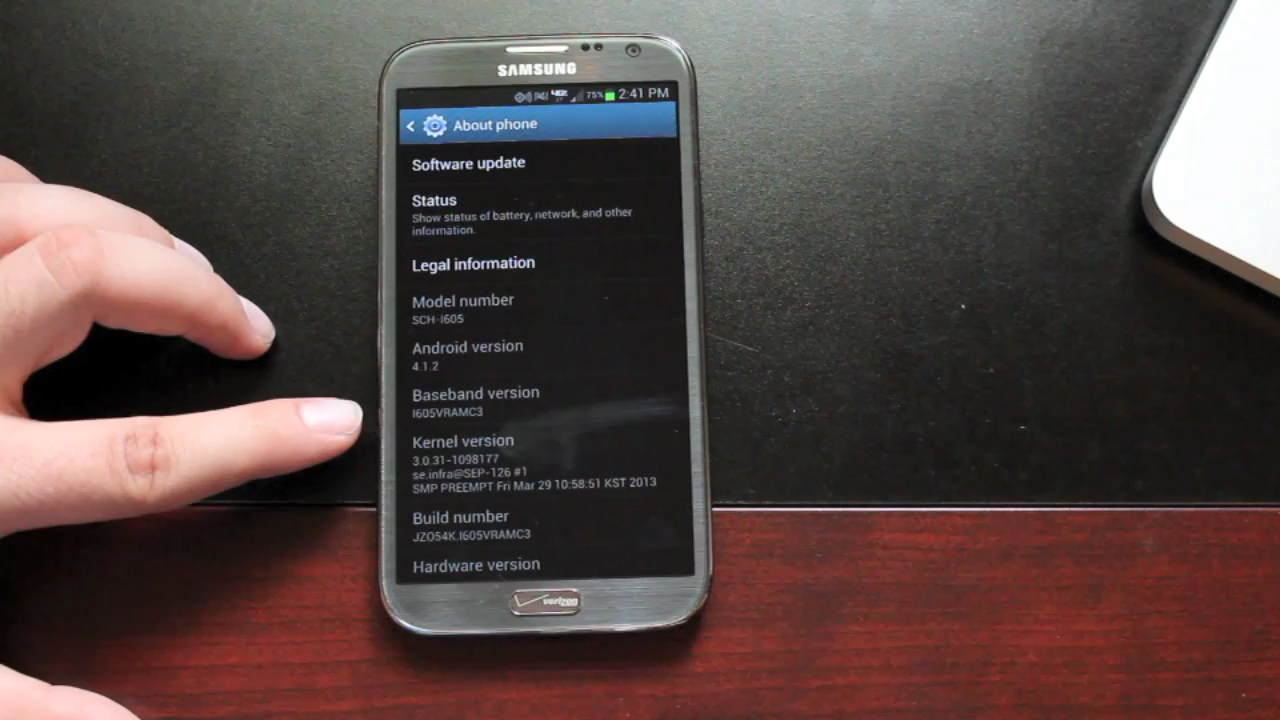 SAMSUNG
4G LTE 75% 2:41 PM
About phone
Software update
Status
Show status of battery, network, and other
information.
Legal information
Model number
SCH-I605
Android version
4.1.2
Baseband version
I605VRAMC3
Kernel version
3.0.31-1098177
se.infra@SEP-126 #1
SMP PREEMPT Fri Mar 29 10:58:51 KST 2013
Build number
JZO54K.I605VRAMC3
Hardware version
verizon